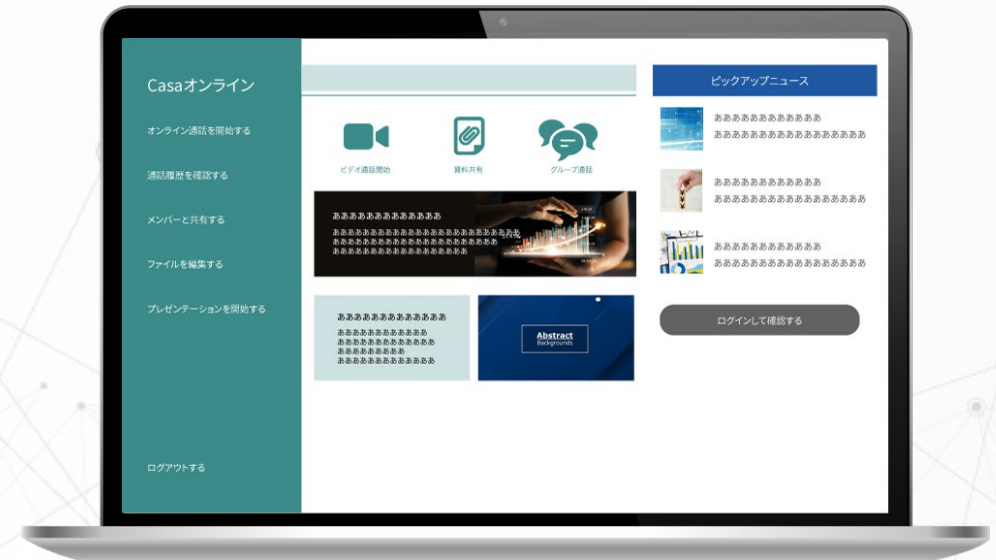 Casaオンライン
オンライン通話を開始する
通話履歴を確認する
メンバーと共有する
ファイルを編集する
プレゼンテーションを開始する
ログアウトする
ビデオ通話開始
資料共有
グループ通話
あああああああああああああ
あああああああああああああああああああああああああ
ああああああああああああああああああああああ
ああああああああああああああああああ
あああああああああああああ
ああああああああああああ
あああああああああああああ
あああああああああ
あああああああああああああ
Abstract
Backgrounds
ピックアップニュース
ああああああああああああ
あああああああああああああああああ
ああああああああああああ
あああああああああああああああああ
ああああああああああああ
あああああああああああああああああ
ログインして確認する